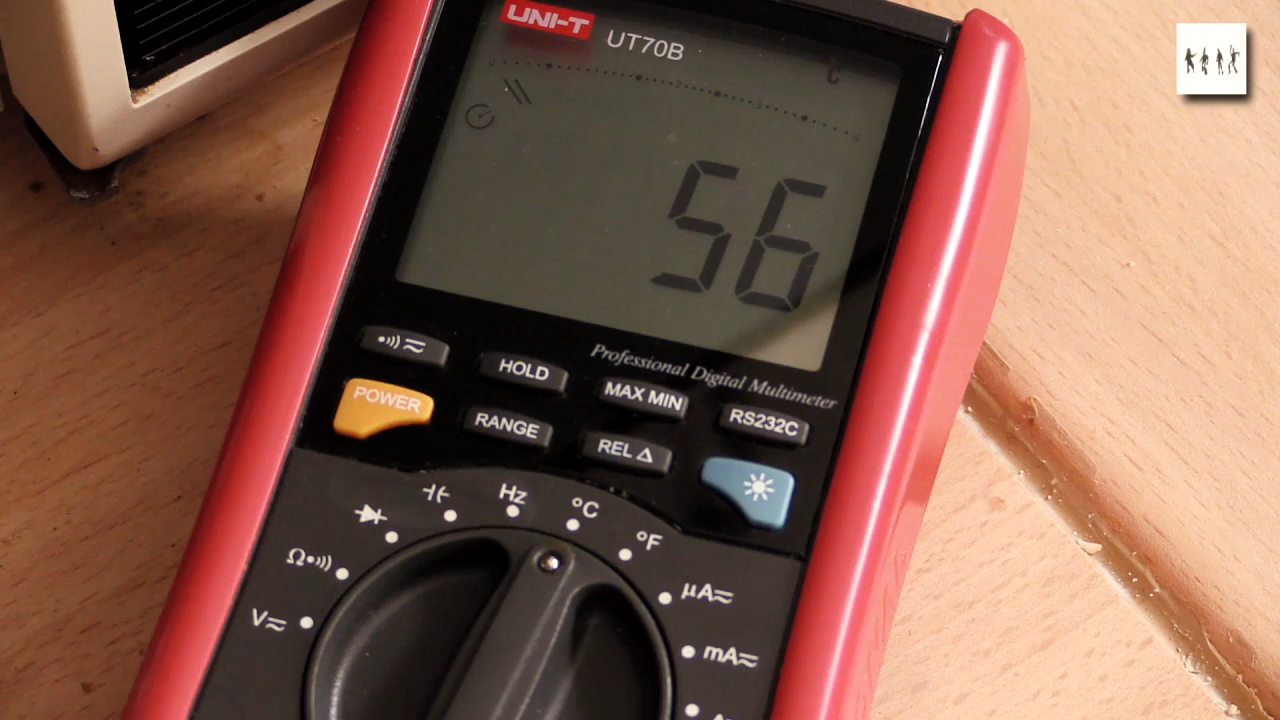 UNI-T UT70B
C
56
Professional Digital Multimeter
HOLD
MAX MIN
RS232C
POWER
RANGE
REL Δ
Hz
°C
°F
Ω
V
µA
mA